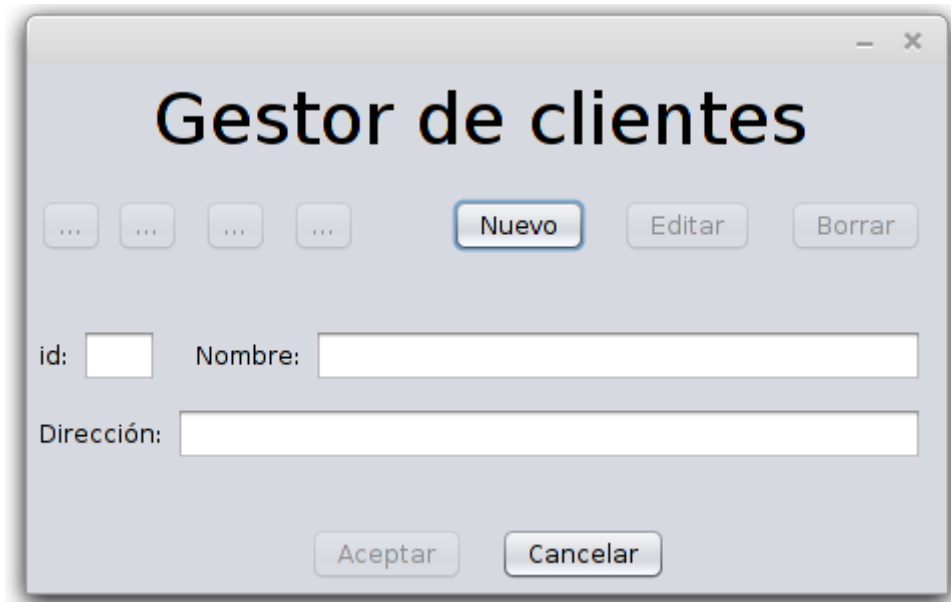 Gestor de clientes
... ... ... ... Nuevo Editar Borrar
id: Nombre:
Dirección:
Aceptar Cancelar